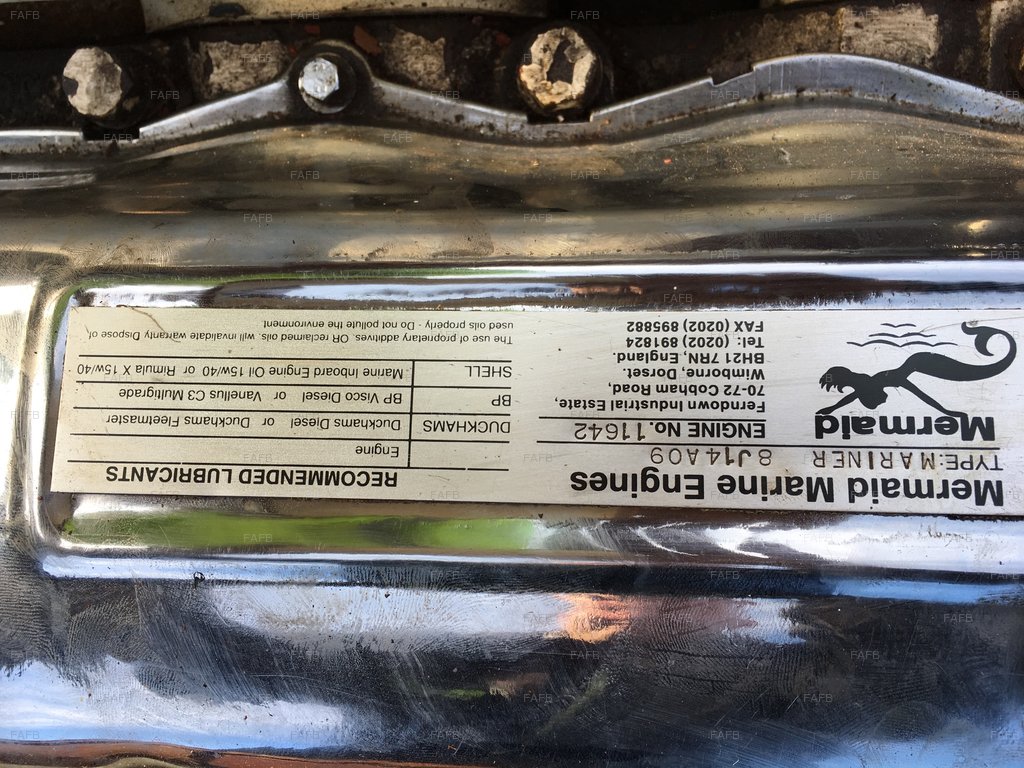 Mermaid Marine Engines
TYPE: MARINER 8J14A09
Mermaid
ENGINE No. 11642
Ferndown Industrial Estate,
70-72 Cobham Road,
Wimborne, Dorset.
BH21 7RN, England.
Tel: (0202) 891824
FAX (0202) 895882
RECOMMENDED LUBRICANTS
Engine
DUCKHAMS Duckhams Diesel or Duckhams Fleetmaster
BP BP Visco Diesel or Vanellus C3 Multigrade
SHELL Marine Inboard Engine Oil 15w/40 or Rimula X 15w/40
The use of proprietary additives, OR reclaimed oils, will invalidate warranty Dispose of
used oils properly - Do not pollute the environment.
FAFB